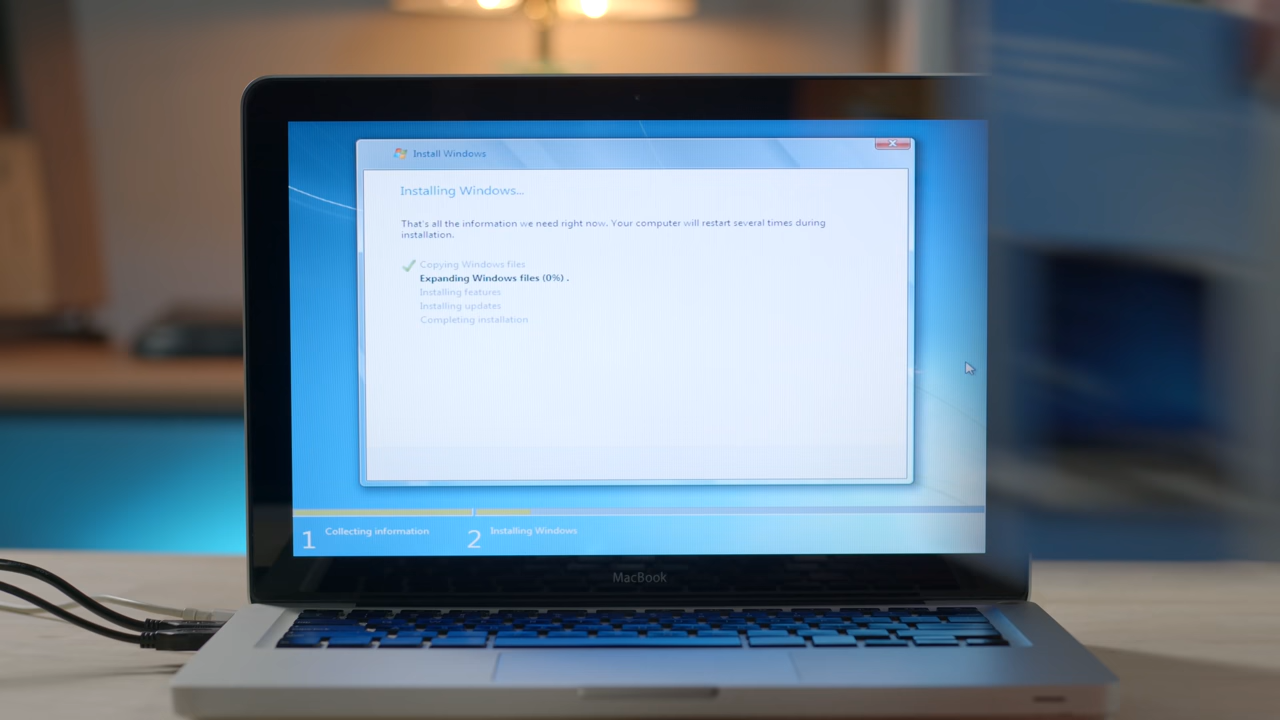 Install Windows
Installing Windows...
That's all the information we need right now. Your computer will restart several times during
installation.
Copying Windows files
Expanding Windows files (0%) .
Installing features
Installing updates
Completing installation
1 Collecting information
2 Installing Windows
MacBook